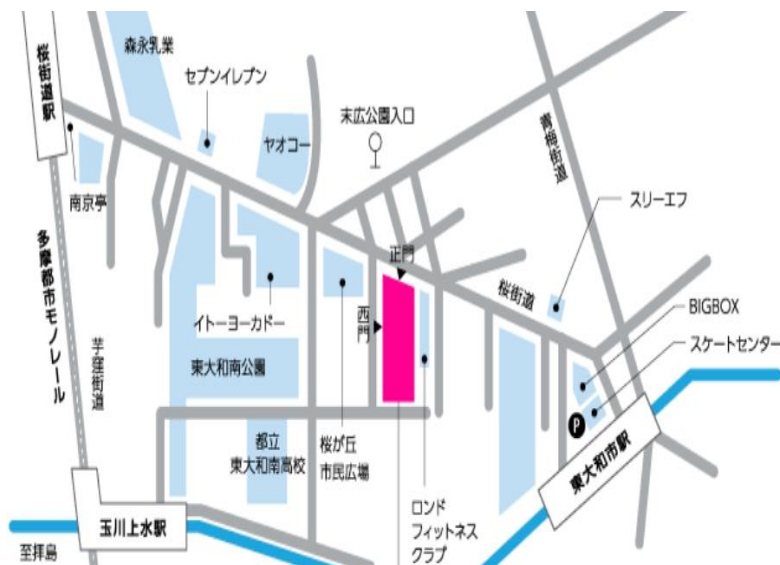 森永乳業
セブンイレブン
桜街道駅
ヤオコー
末広公園入口
青梅街道
南京亭
スリーエフ
正門
桜街道
多摩都市モノレール
BIGBOX
西門
イトーヨーカドー
スケートセンター
芋窪街道
東大和南公園
P
都立
東大和南高校
桜が丘
市民広場
東大和市駅
ロンド
フィットネス
クラブ
玉川上水駅
至拝島